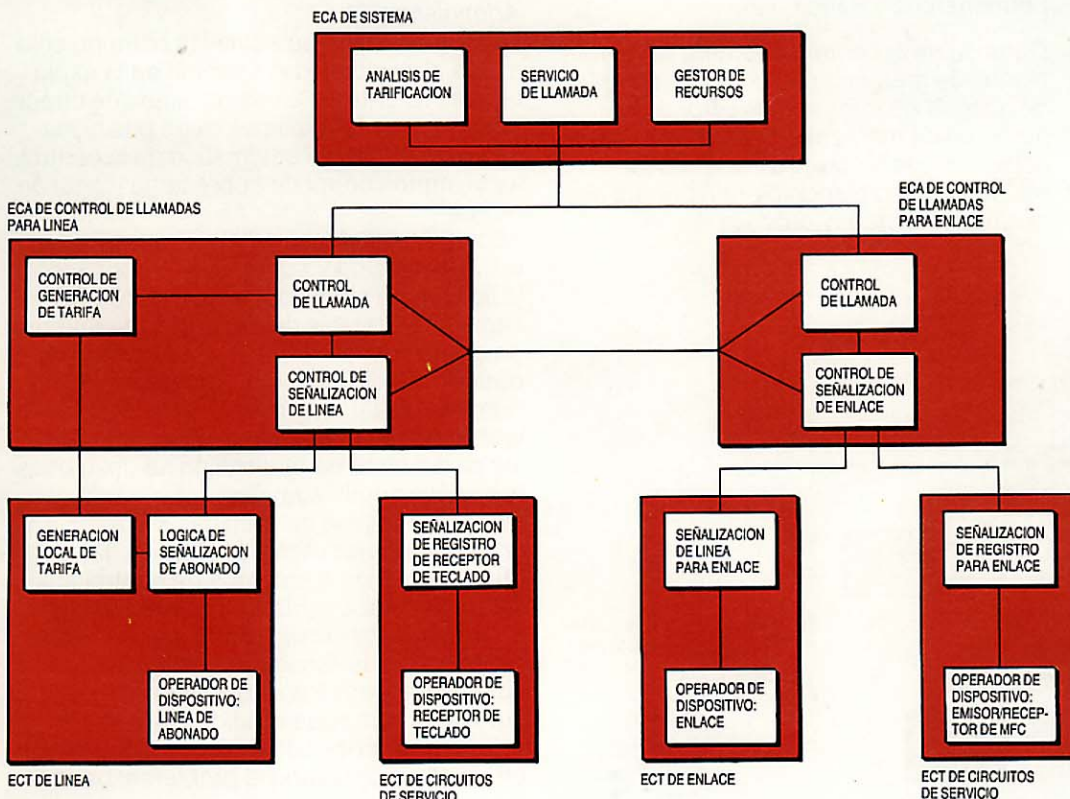 ECA DE SISTEMA
ANALISIS DE
TARIFICACION
SERVICIO
DE LLAMADA
GESTOR DE
RECURSOS
ECA DE CONTROL DE LLAMADAS
PARA LINEA
ECA DE CONTROL
DE LLAMADAS
PARA ENLACE
CONTROL DE
GENERACION
DE TARIFA
CONTROL
DE LLAMADA
CONTROL DE
SEÑALIZACION
DE LINEA
CONTROL
DE LLAMADA
CONTROL DE
SEÑALIZACION
DE ENLACE
GENERACION
LOCAL DE
TARIFA
LOGICA DE
SEÑALIZACION
DE ABONADO
SEÑALIZACION
DE REGISTRO
DE RECEPTOR
DE TECLADO
SEÑALIZACION
DE LINEA
PARA ENLACE
SEÑALIZACION
DE REGISTRO
PARA ENLACE
OPERADOR DE
DISPOSITIVO:
LINEA DE
ABONADO
OPERADOR DE
DISPOSITIVO:
RECEPTOR DE
TECLADO
OPERADOR DE
DISPOSITIVO:
ENLACE
OPERADOR DE
DISPOSITIVO:
EMISOR/RECEP-
TOR DE MFC
ECT DE LINEA
ECT DE CIRCUITOS
DE SERVICIO
ECT DE ENLACE
ECT DE CIRCUITOS
DE SERVICIO